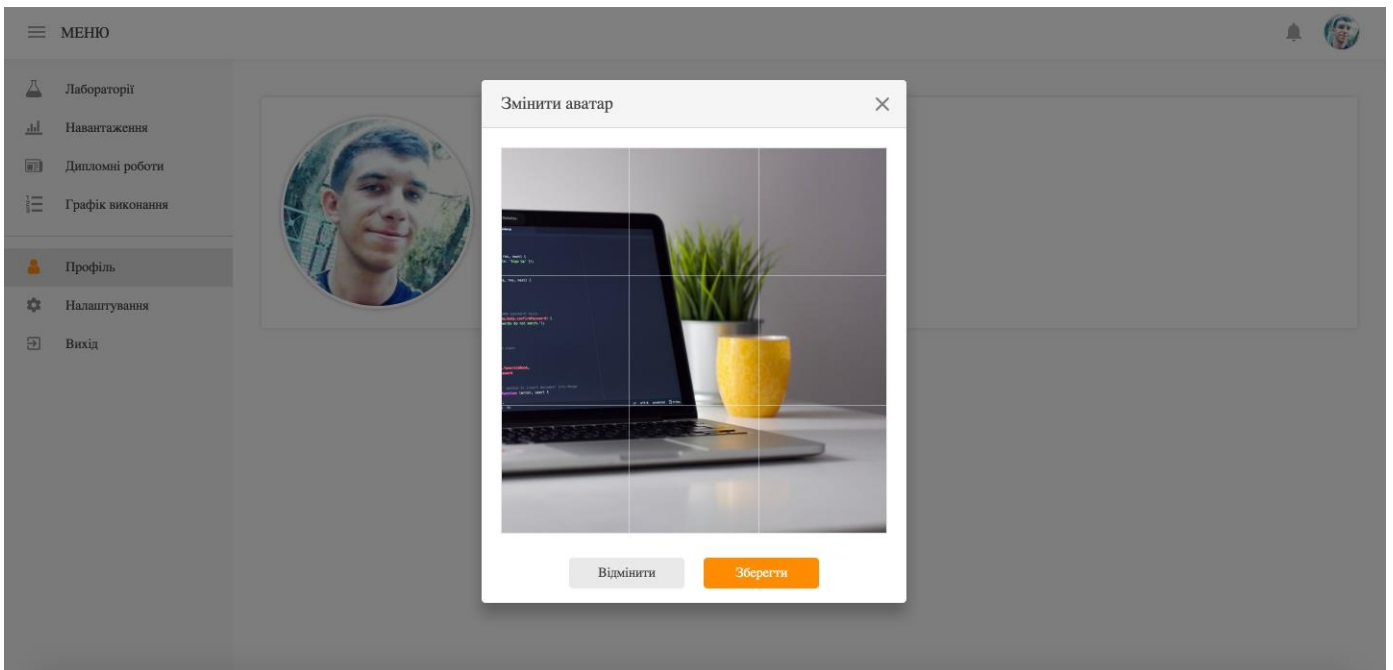 МЕНЮ
Лабораторії
Навантаження
Дипломні роботи
Графік виконання
Профіль
Налаштування
Вихід
Змінити аватар
Відмінити
Зберегти